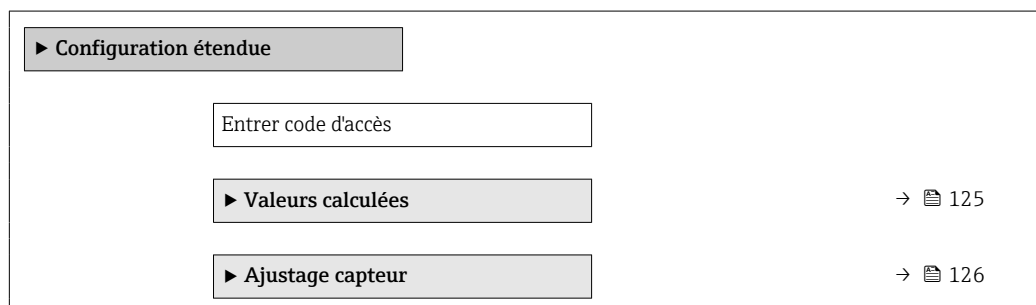 ▶ Configuration étendue
Entrer code d'accès
▶ Valeurs calculées → 125
▶ Ajustage capteur → 126